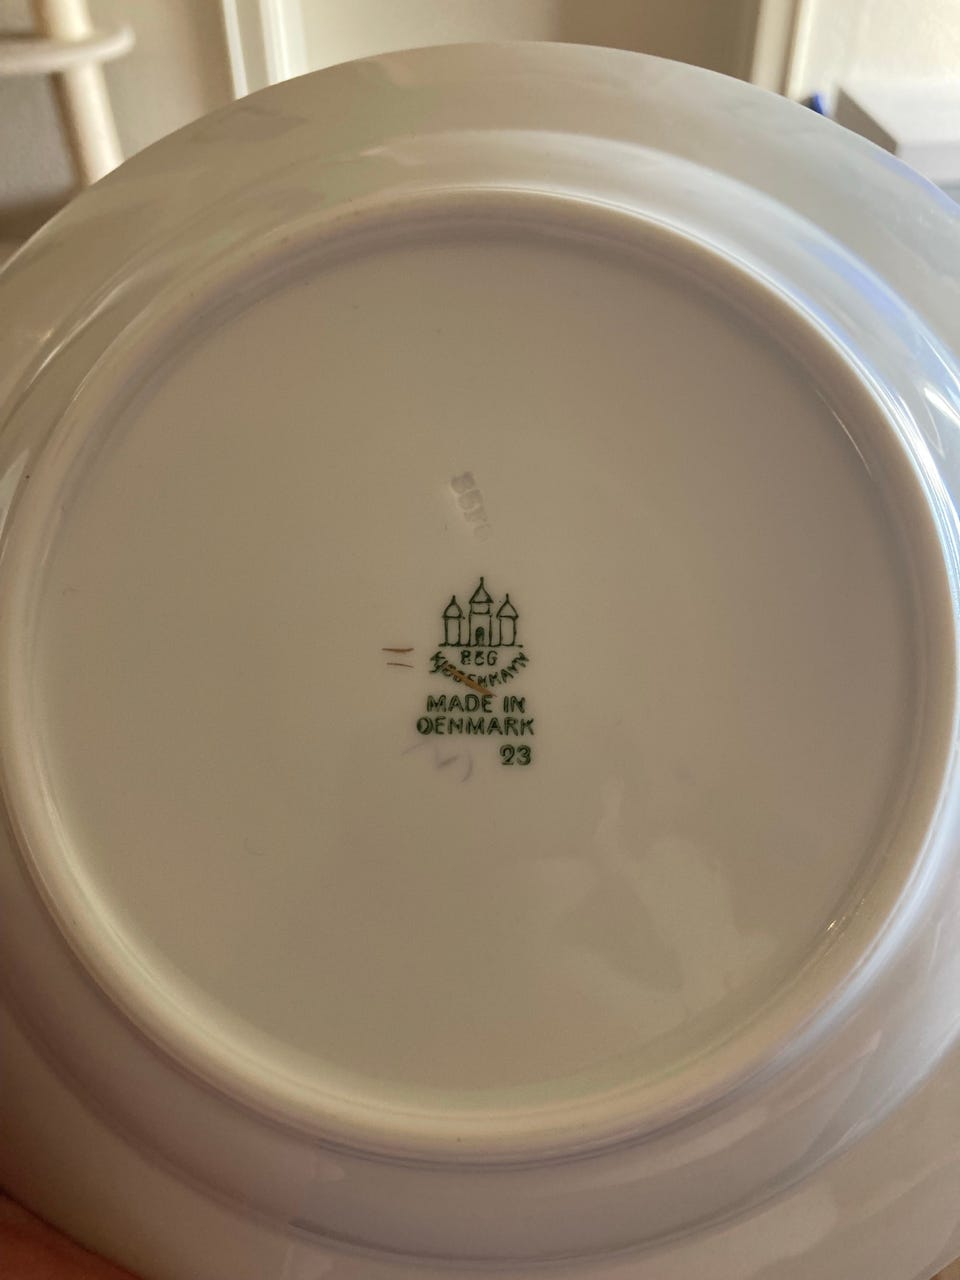 B&G
KJØBENHAVN
MADE IN
DENMARK
23